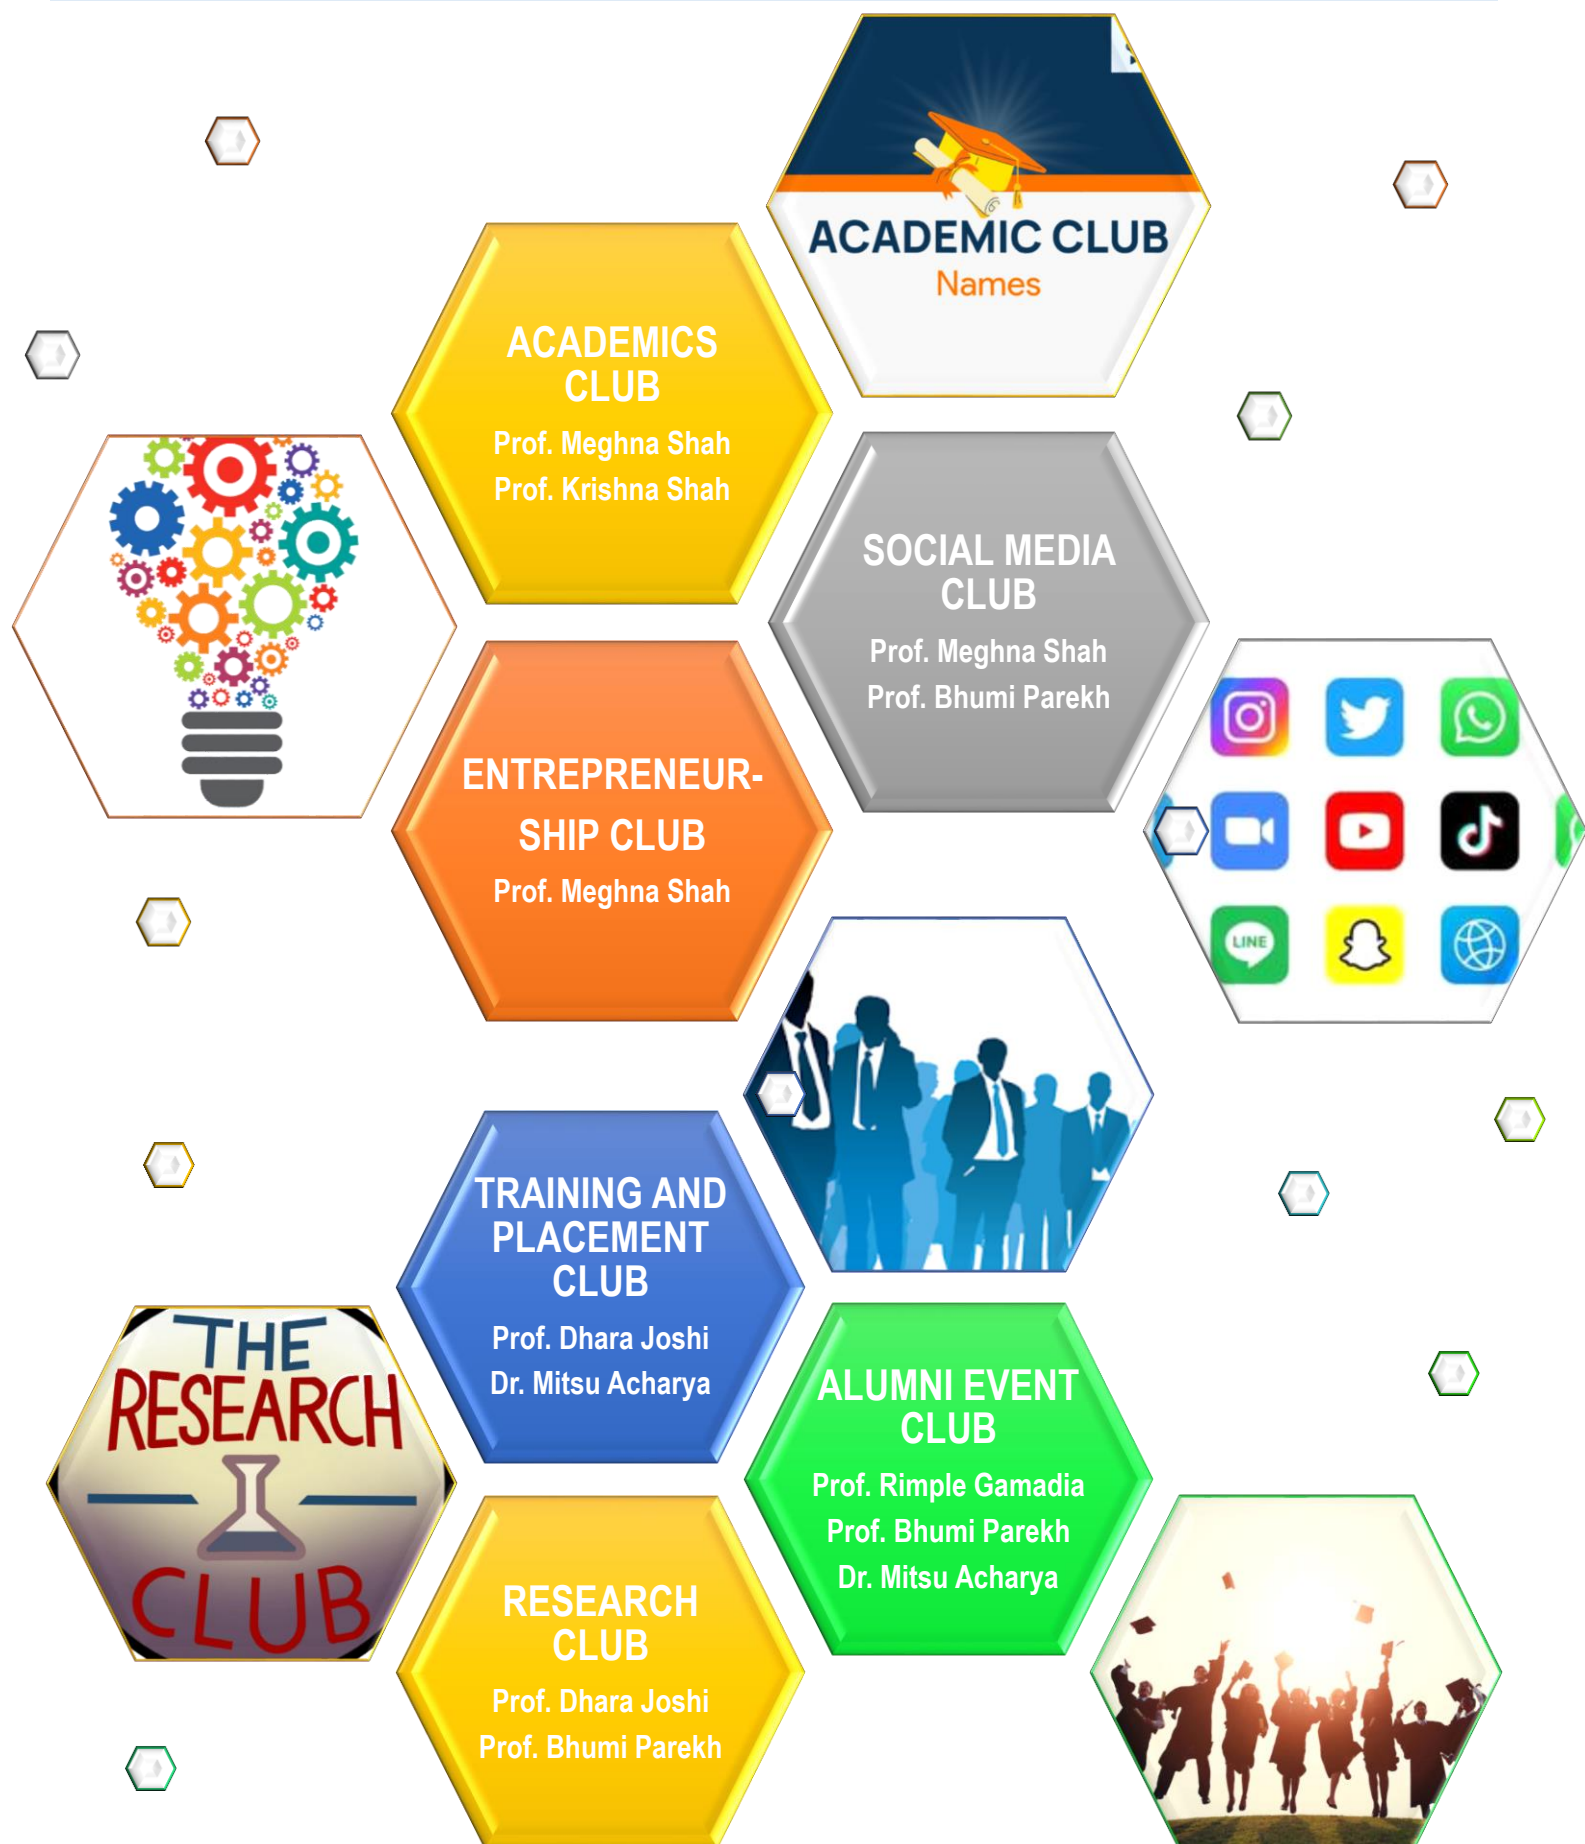 ACADEMIC CLUB
Names
ACADEMICS
CLUB
Prof. Meghna Shah
Prof. Krishna Shah
SOCIAL MEDIA
CLUB
Prof. Meghna Shah
Prof. Bhumi Parekh
ENTREPRENEUR-
SHIP CLUB
Prof. Meghna Shah
LINE
TRAINING AND
PLACEMENT
CLUB
Prof. Dhara Joshi
Dr. Mitsu Acharya
THE
RESEARCH
CLUB
ALUMNI EVENT
CLUB
Prof. Rimple Gamadia
Prof. Bhumi Parekh
Dr. Mitsu Acharya
RESEARCH
CLUB
Prof. Dhara Joshi
Prof. Bhumi Parekh